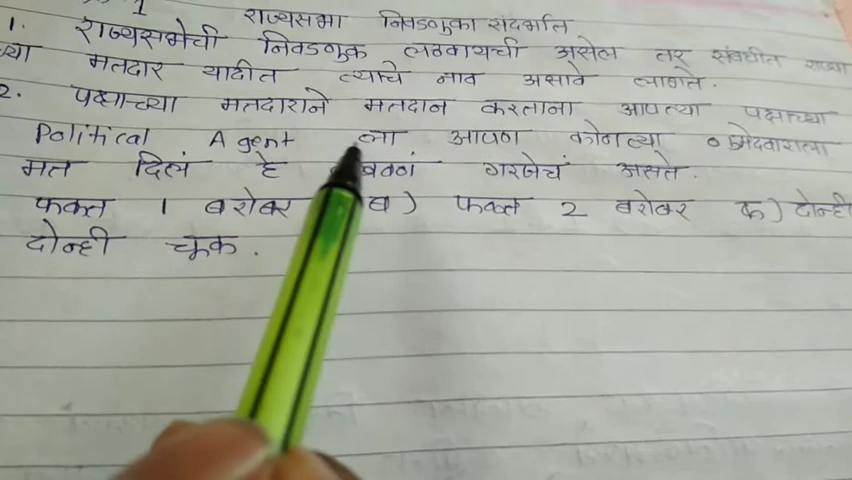 1 राज्यसभा निवडणुका संदर्भात
1. राज्यसभेची निवडणुक लढवायची असेल तर संबंधीत राज्या
च्या मतदार यादीत त्याचे नाव असावे लागते.
2. पक्षाच्या मतदाराने मतदान करताना आपल्या पक्षाच्या
Political Agent ला आपण कोणत्या उमेदवाराला
मत दिलं हे गरजेचं असते.
फक्त 1 बरोबर ब) फक्त 2 बरोबर क) दोन्ही
दोन्ही चूक.